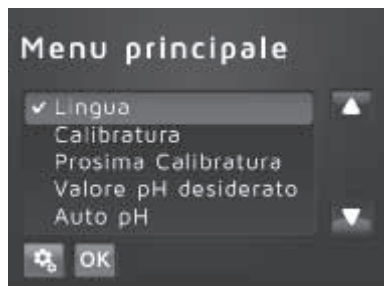 Menu principale
Lingua
Calibratura
Prosima Calibratura
Valore pH desiderato
Auto pH
OK